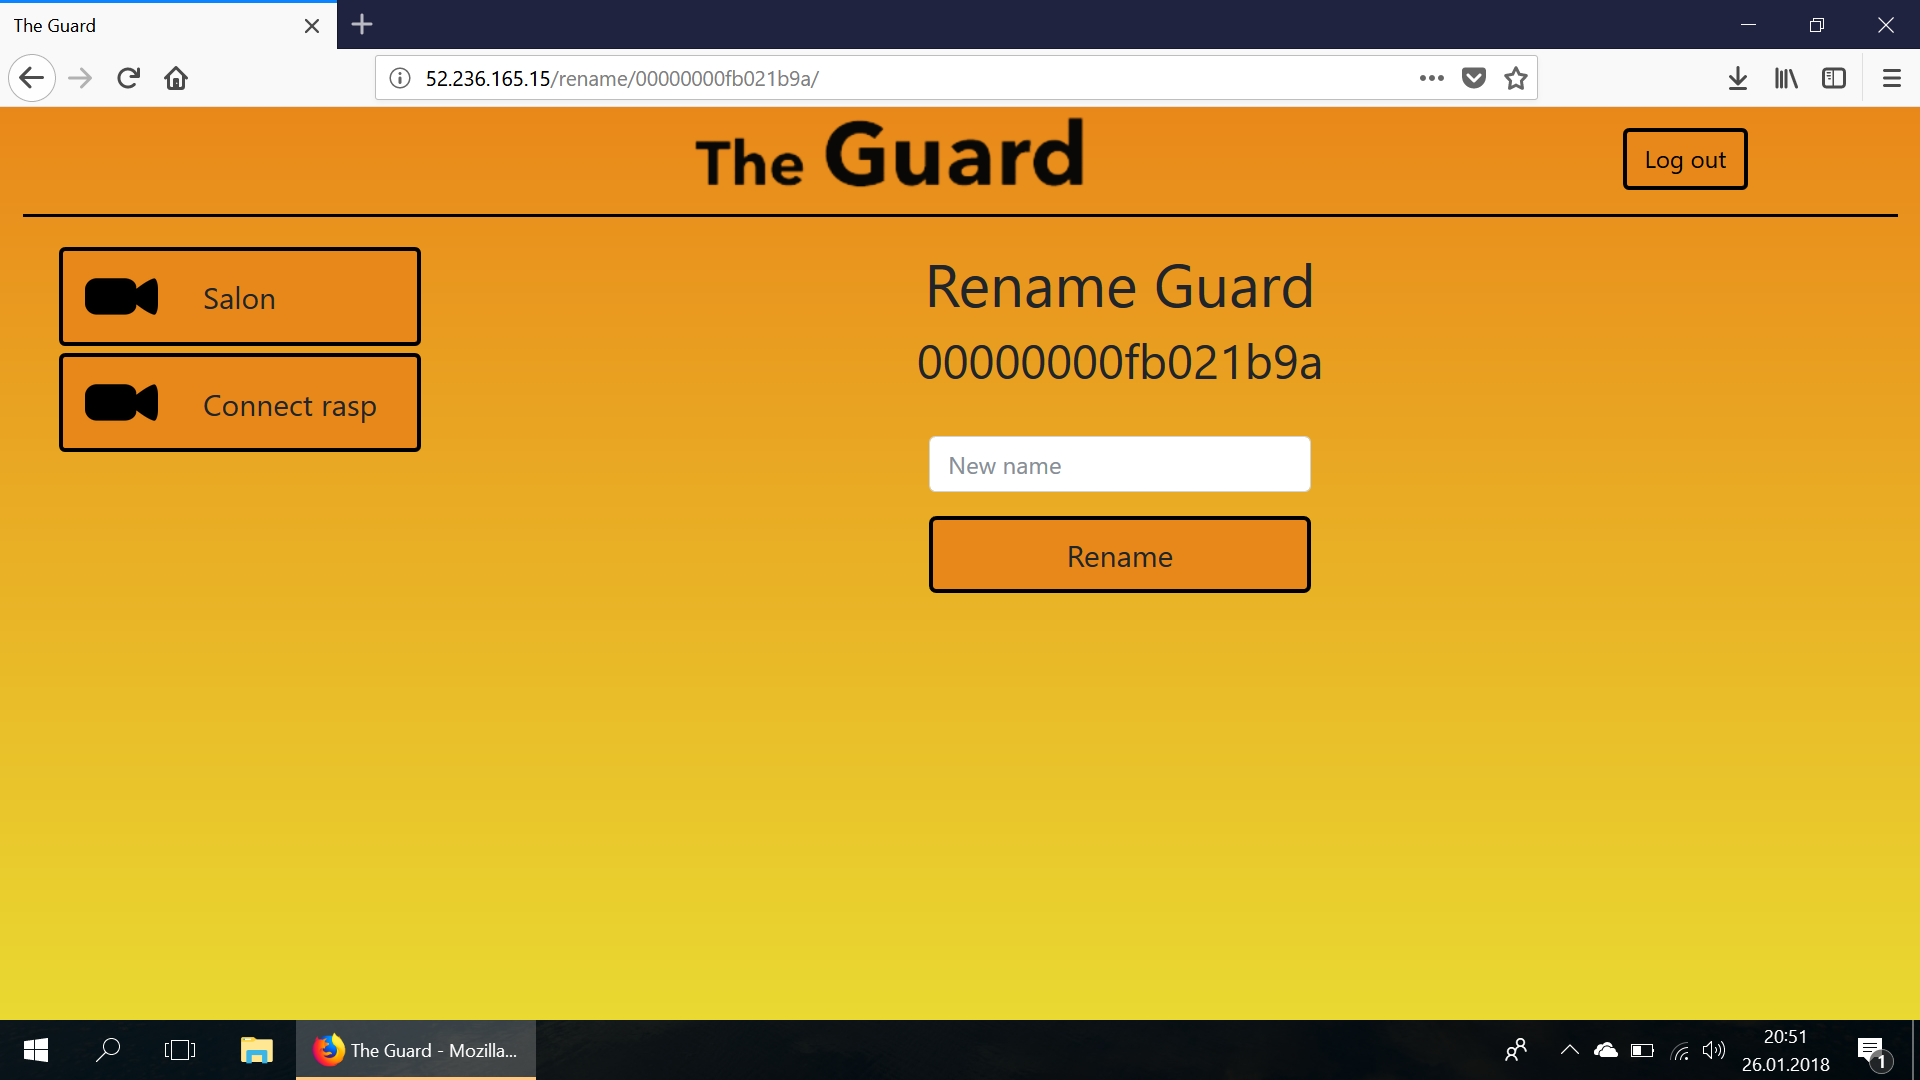 The Guard
52.236.165.15/rename/00000000fb021b9a/
The Guard
Log out
Salon
Connect rasp
Rename Guard
00000000fb021b9a
New name
Rename
The Guard - Mozilla...
20:51
26.01.2018
1